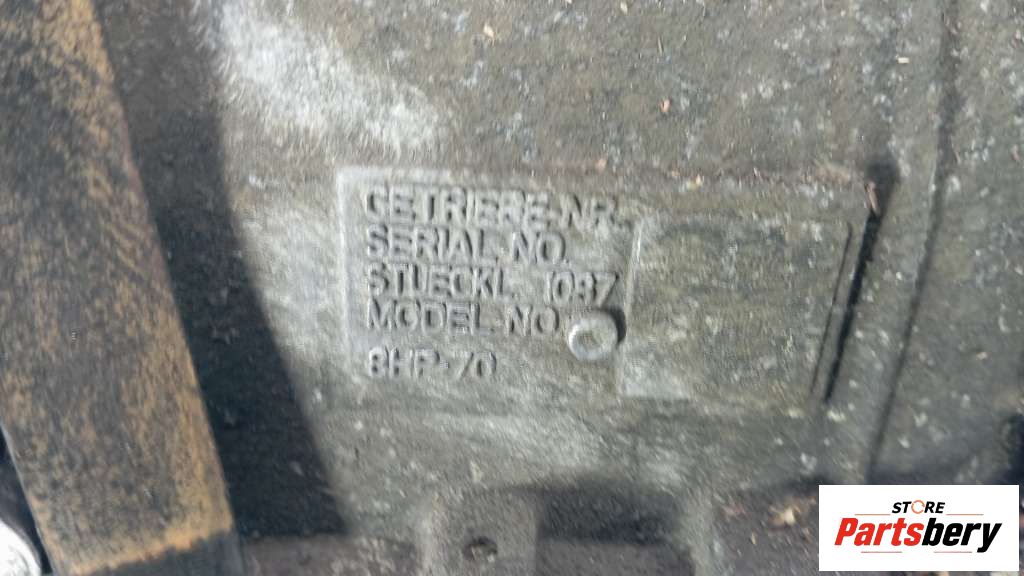 GETRIEBE-NR.
SERIAL-NO.
STUECKL. 1087
MODEL-NO.
8HP-70
STORE
Partsbery